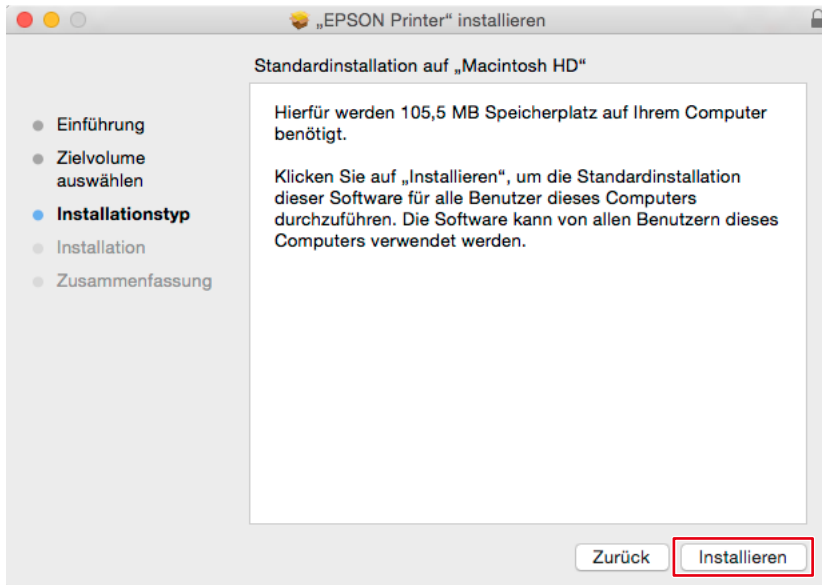 „EPSON Printer“ installieren
Standardinstallation auf „Macintosh HD“
Einführung
Zielvolume
auswählen
Installationstyp
Installation
Zusammenfassung
Hierfür werden 105,5 MB Speicherplatz auf Ihrem Computer
benötigt.
Klicken Sie auf „Installieren“, um die Standardinstallation
dieser Software für alle Benutzer dieses Computers
durchzuführen. Die Software kann von allen Benutzern dieses
Computers verwendet werden.
Zurück
Installieren